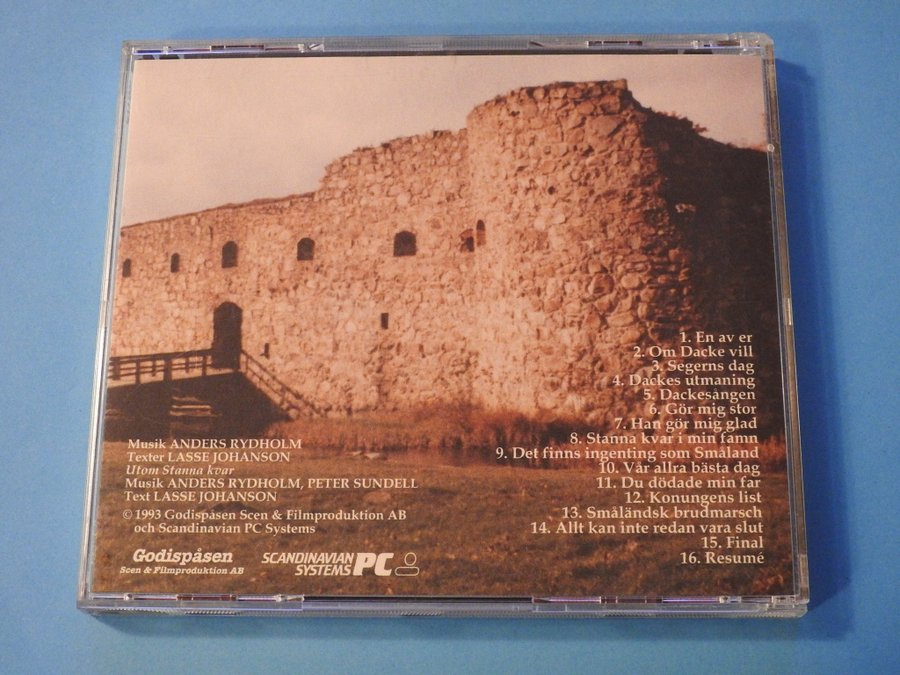 1. En av er
2. Om Dacke vill
3. Segerns dag
4. Dackes utmaning
5. Dackesången
6. Gör mig stor
7. Han gör mig glad
8. Stanna kvar i min famn
9. Det finns ingenting som Småland
10. Vår allra bästa dag
11. Du dödade min far
12. Konungens list
13. Småländsk brudmarsch
14. Allt kan inte redan vara slut
15. Final
16. Resumé
Musik ANDERS RYDHOLM
Texter LASSE JOHANSON
Utom Stanna kvar
Musik ANDERS RYDHOLM, PETER SUNDELL
Text LASSE JOHANSON
© 1993 Godispåsen Scen & Filmproduktion AB
och Scandinavian PC Systems
Godispåsen
Scen & Filmproduktion AB
SCANDINAVIAN
SYSTEMS PC